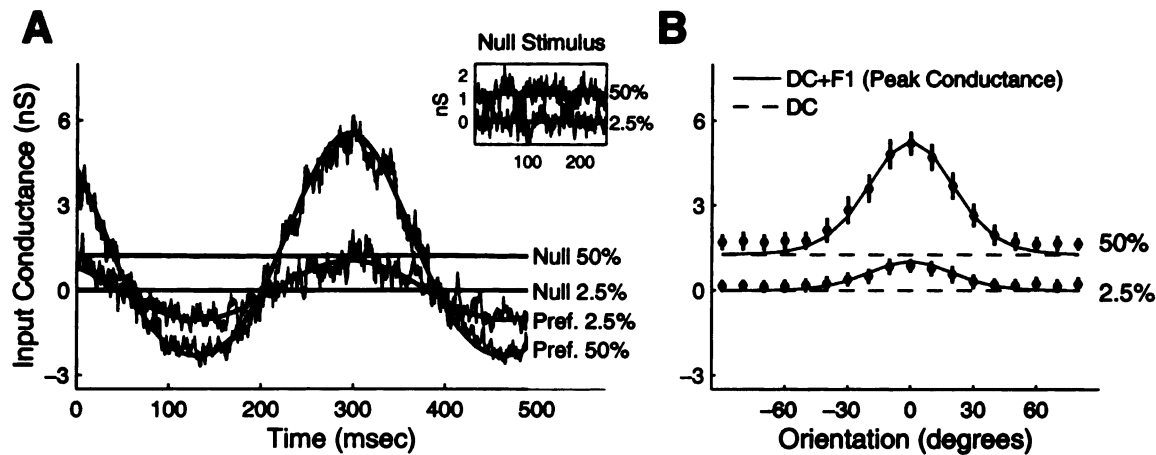 A
Input Conductance (nS)
6
3
0
−3
0
100
200
300
400
500
Time (msec)
Null Stimulus
nS
2
1
0
50%
2.5%
100
200
Null 50%
Null 2.5%
Pref. 2.5%
Pref. 50%
B
DC+F1 (Peak Conductance)
DC
6
3
0
−3
50%
2.5%
−60
−30
0
30
60
Orientation (degrees)